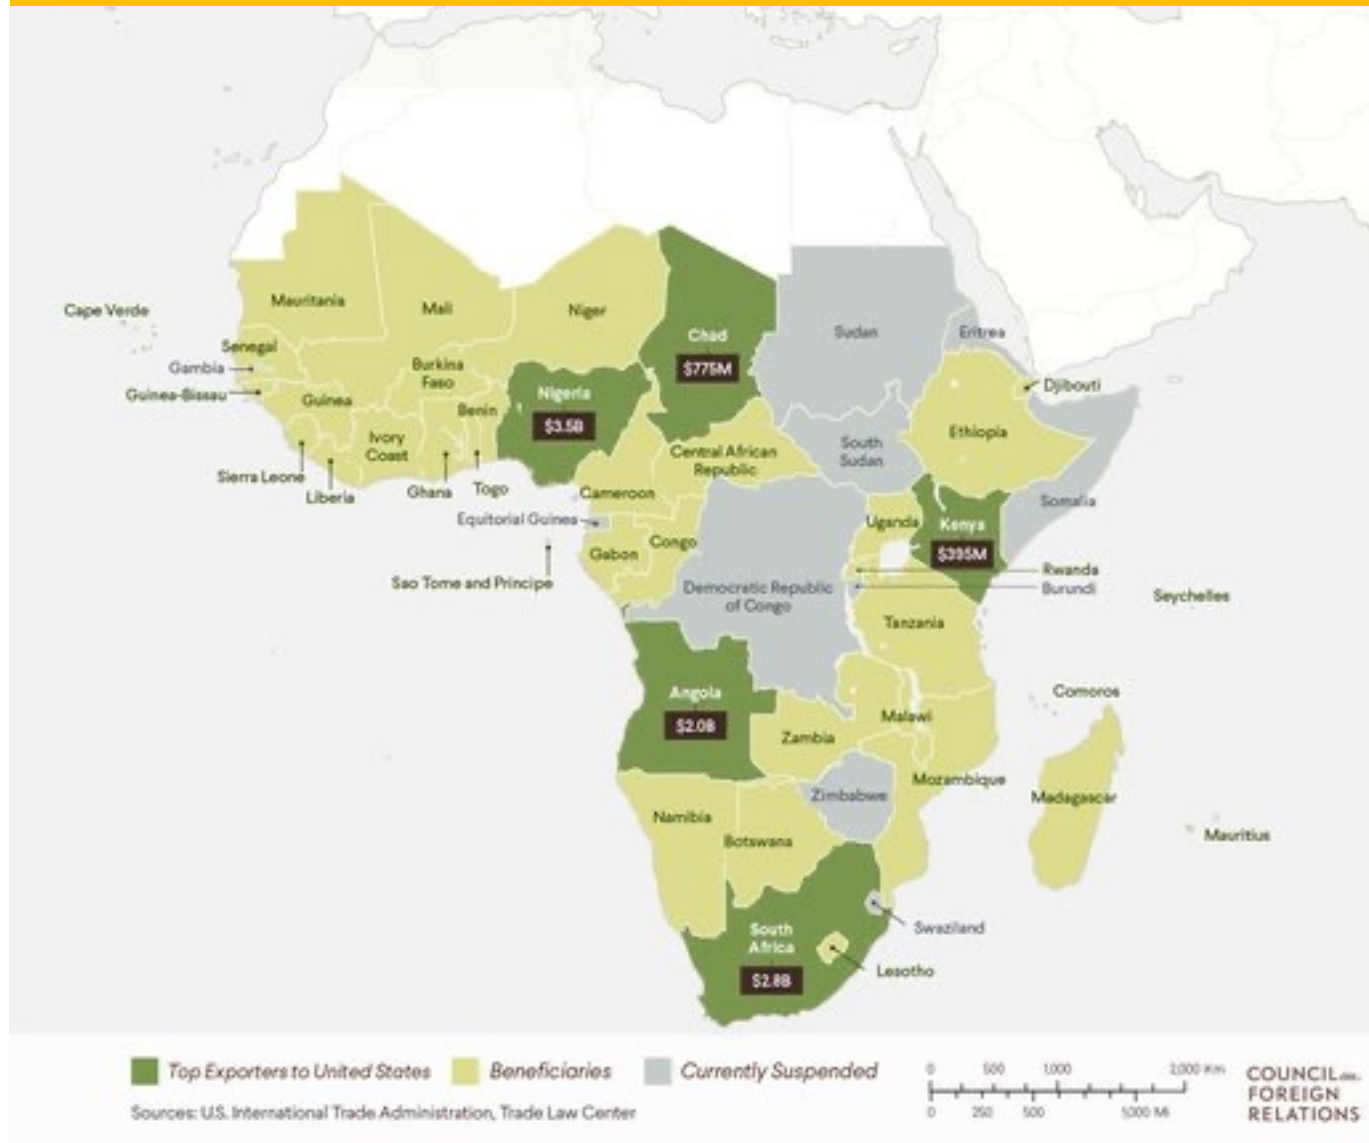 Cape Verde
Mauritania
Mali
Niger
Chad
$775M
Sudan
Eritrea
Senegal
Gambia
Guinea-Bissau
Guinea
Burkina
Faso
Benin
Nigeria
$3.5B
Djibouti
Ethiopia
Ivory
Coast
South
Sudan
Central African
Republic
Sierra Leone
Liberia
Ghana
Togo
Cameroon
Somalia
Equitorial Guinea
Uganda
Kenya
$395M
Gabon
Congo
Sao Tome and Principe
Democratic Republic
of Congo
Rwanda
Burundi
Seychelles
Tanzania
Angola
$2.0B
Comoros
Malawi
Zambia
Mozambique
Zimbabwe
Madagascar
Namibia
Botswana
Mauritius
South
Africa
$2.8B
Swaziland
Lesotho
Top Exporters to United States
Beneficiaries
Currently Suspended
Sources: U.S. International Trade Administration, Trade Law Center
0 500 1,000 2,000 Km
0 250 500 1,000 Mi
COUNCIL on
FOREIGN
RELATIONS